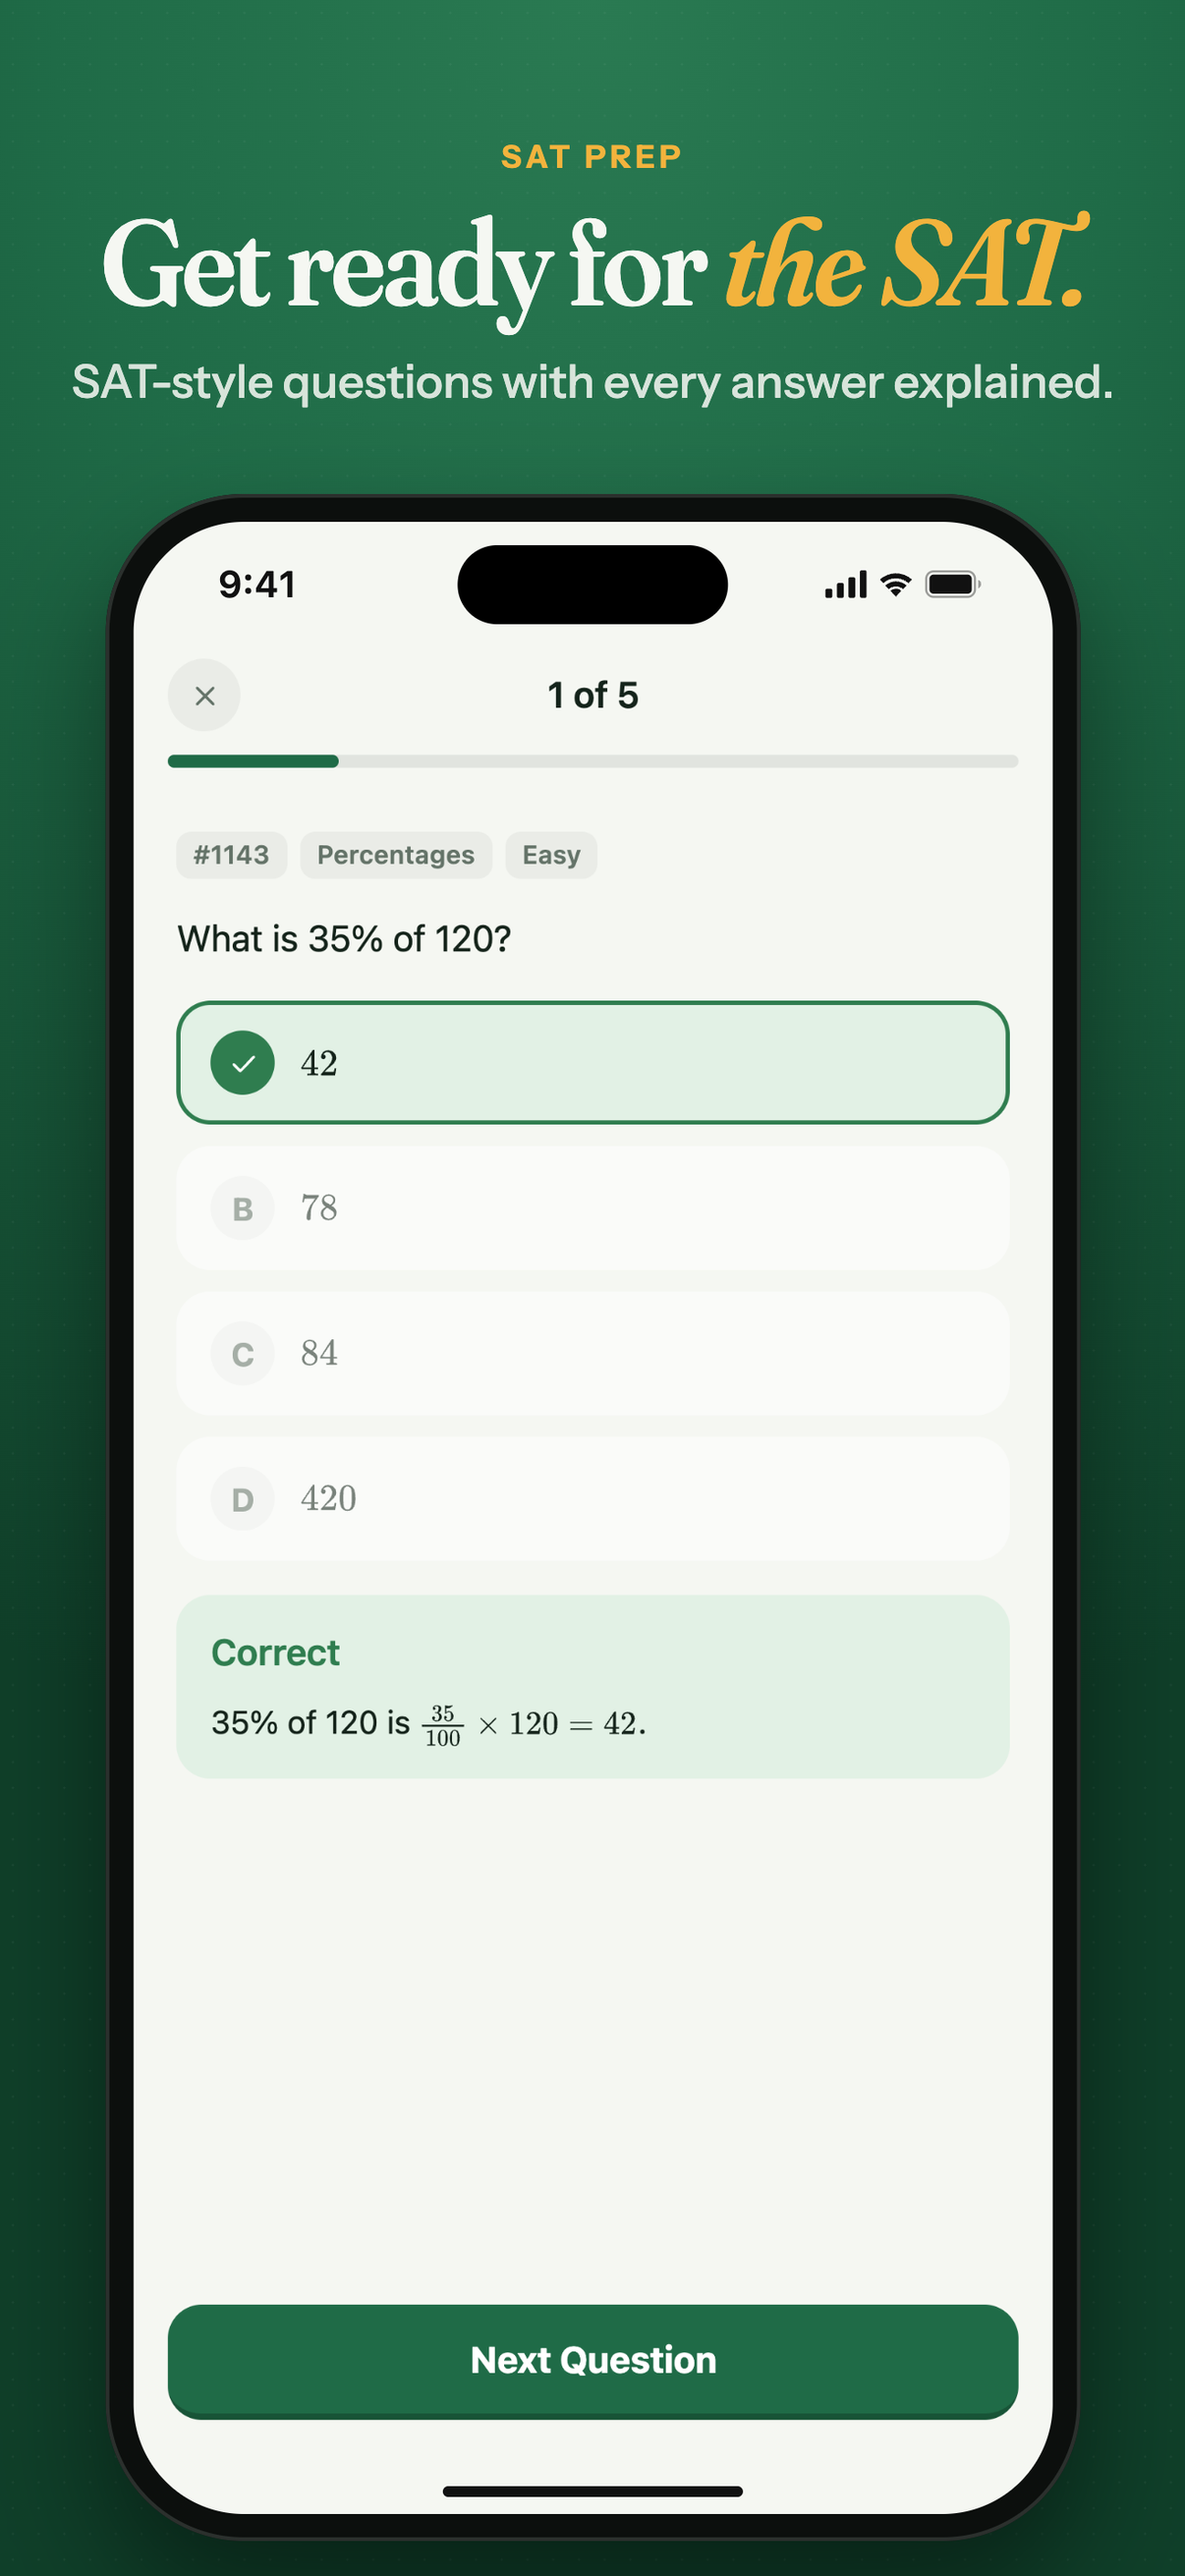 SAT PREP
Get ready for the SAT.
SAT-style questions with every answer explained.
9:41
1 of 5
#1143 Percentages Easy
What is 35% of 120?
42
B 78
C 84
D 420
Correct
35% of 120 is 35/100 × 120 = 42.
Next Question